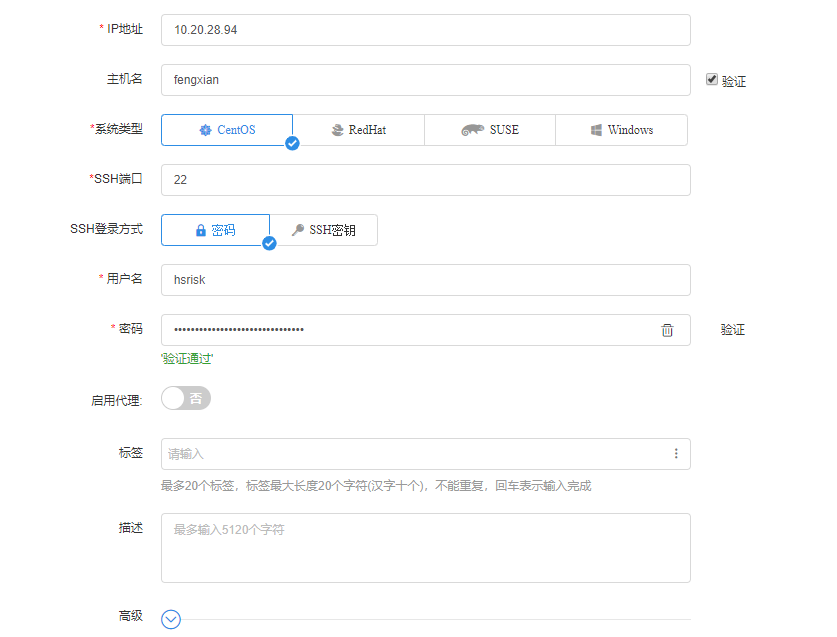 * IP地址 10.20.28.94
主机名 fengxian 验证
*系统类型 CentOS RedHat SUSE Windows
*SSH端口 22
SSH登录方式 密码 SSH密钥
* 用户名 hsrisk
* 密码 ••••••••••••••••••••••••••••••• 验证
'验证通过'
启用代理: 否
标签 请输入
最多20个标签，标签最大长度20个字符(汉字十个)，不能重复，回车表示输入完成
描述 最多输入5120个字符
高级